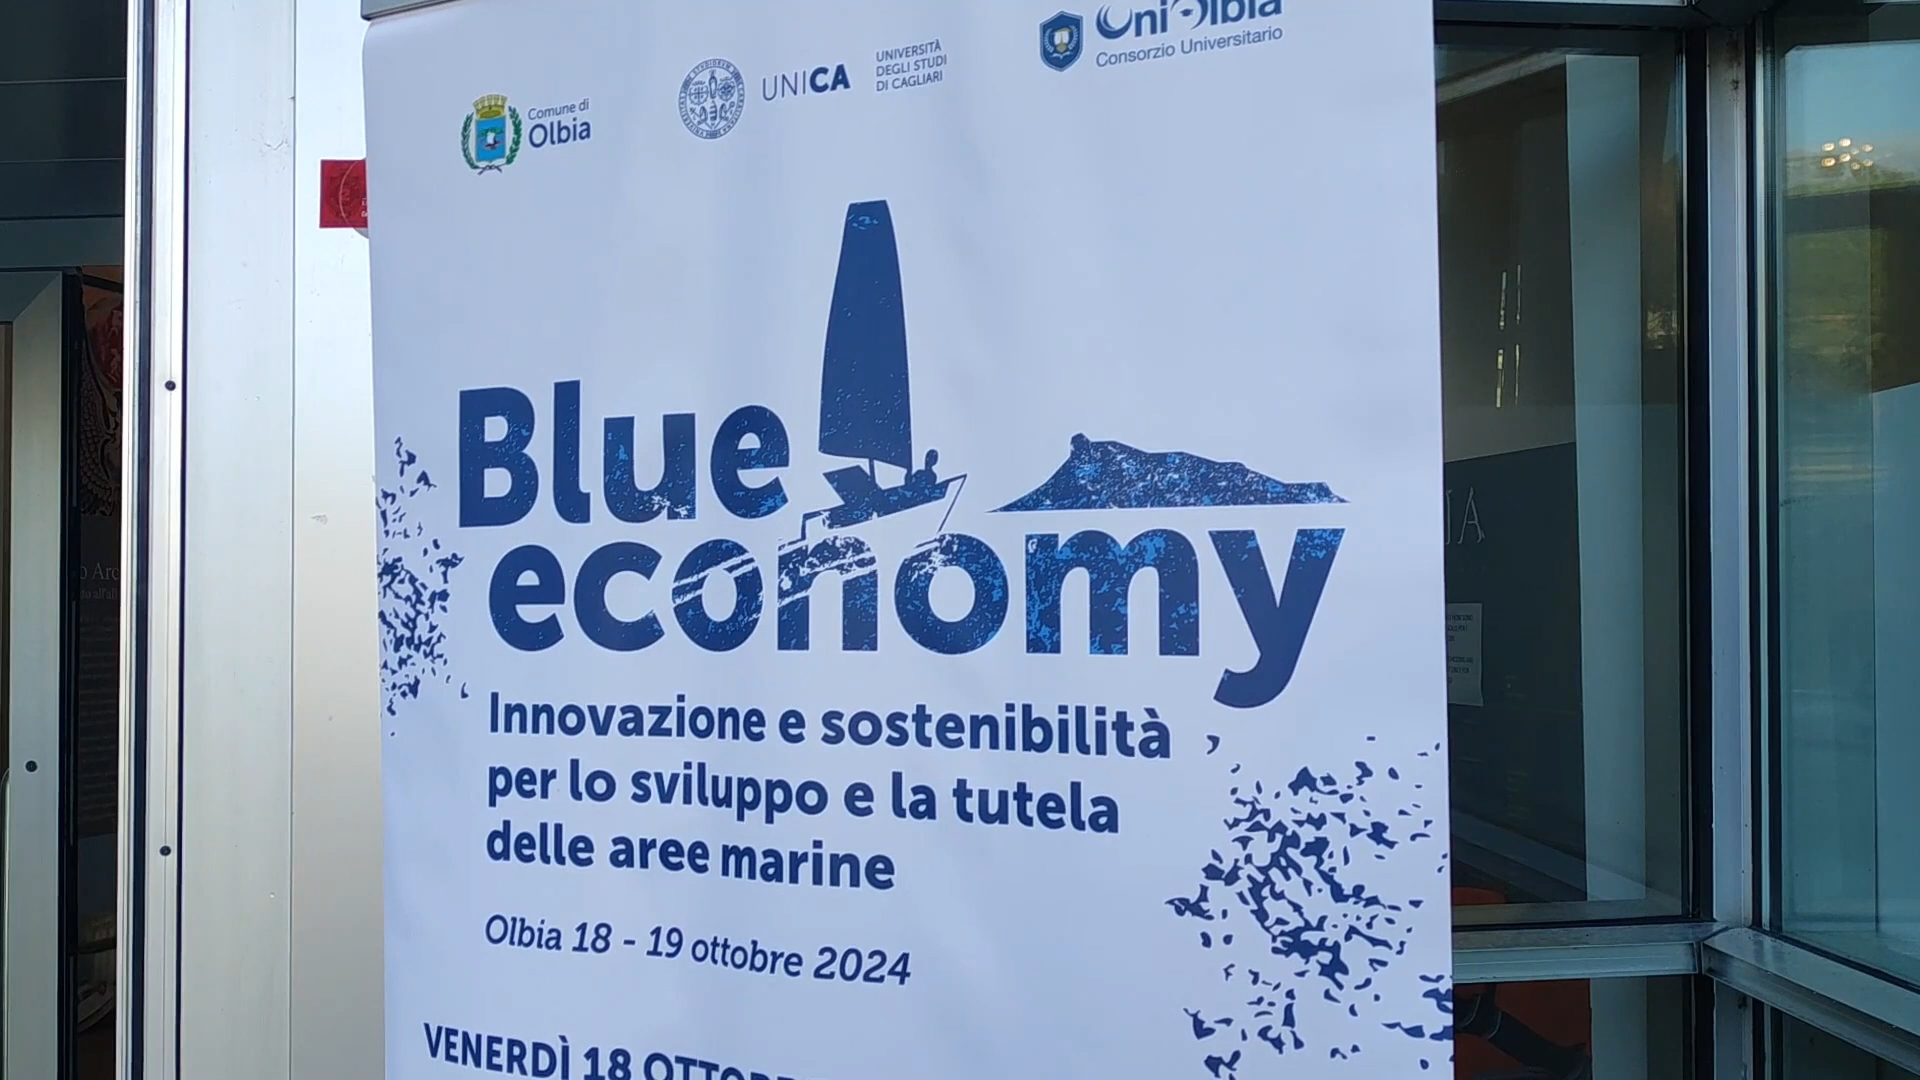 Comune di
Olbia
UNICA
UNIVERSITÀ
DEGLI STUDI
DI CAGLIARI
UniOlbia
Consorzio Universitario
Blue
economy
Innovazione e sostenibilità
per lo sviluppo e la tutela
delle aree marine
Olbia 18 - 19 ottobre 2024
VENERDÌ 18 OTTOBRE